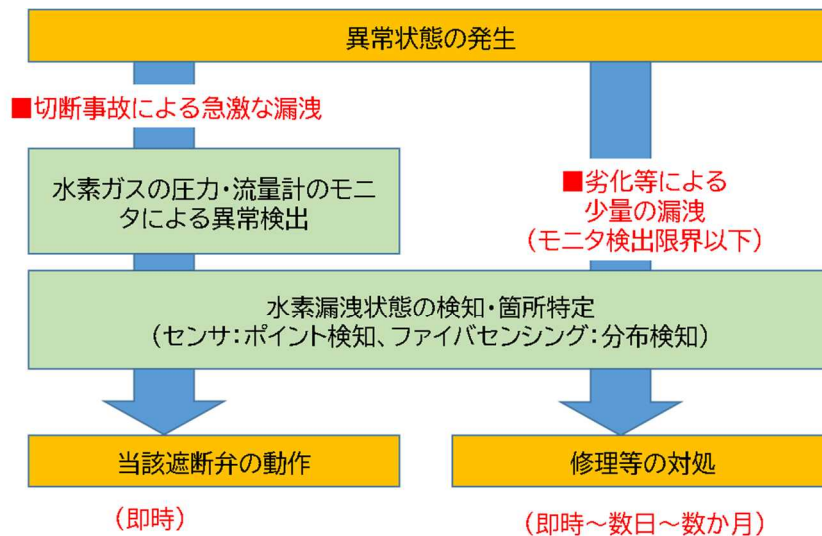 異常状態の発生
■切断事故による急激な漏洩
水素ガスの圧力・流量計のモニ
タによる異常検出
■劣化等による
少量の漏洩
(モニタ検出限界以下)
水素漏洩状態の検知・箇所特定
(センサ:ポイント検知、ファイバセンシング:分布検知)
当該遮断弁の動作
修理等の対処
(即時)
(即時～数日～数か月)